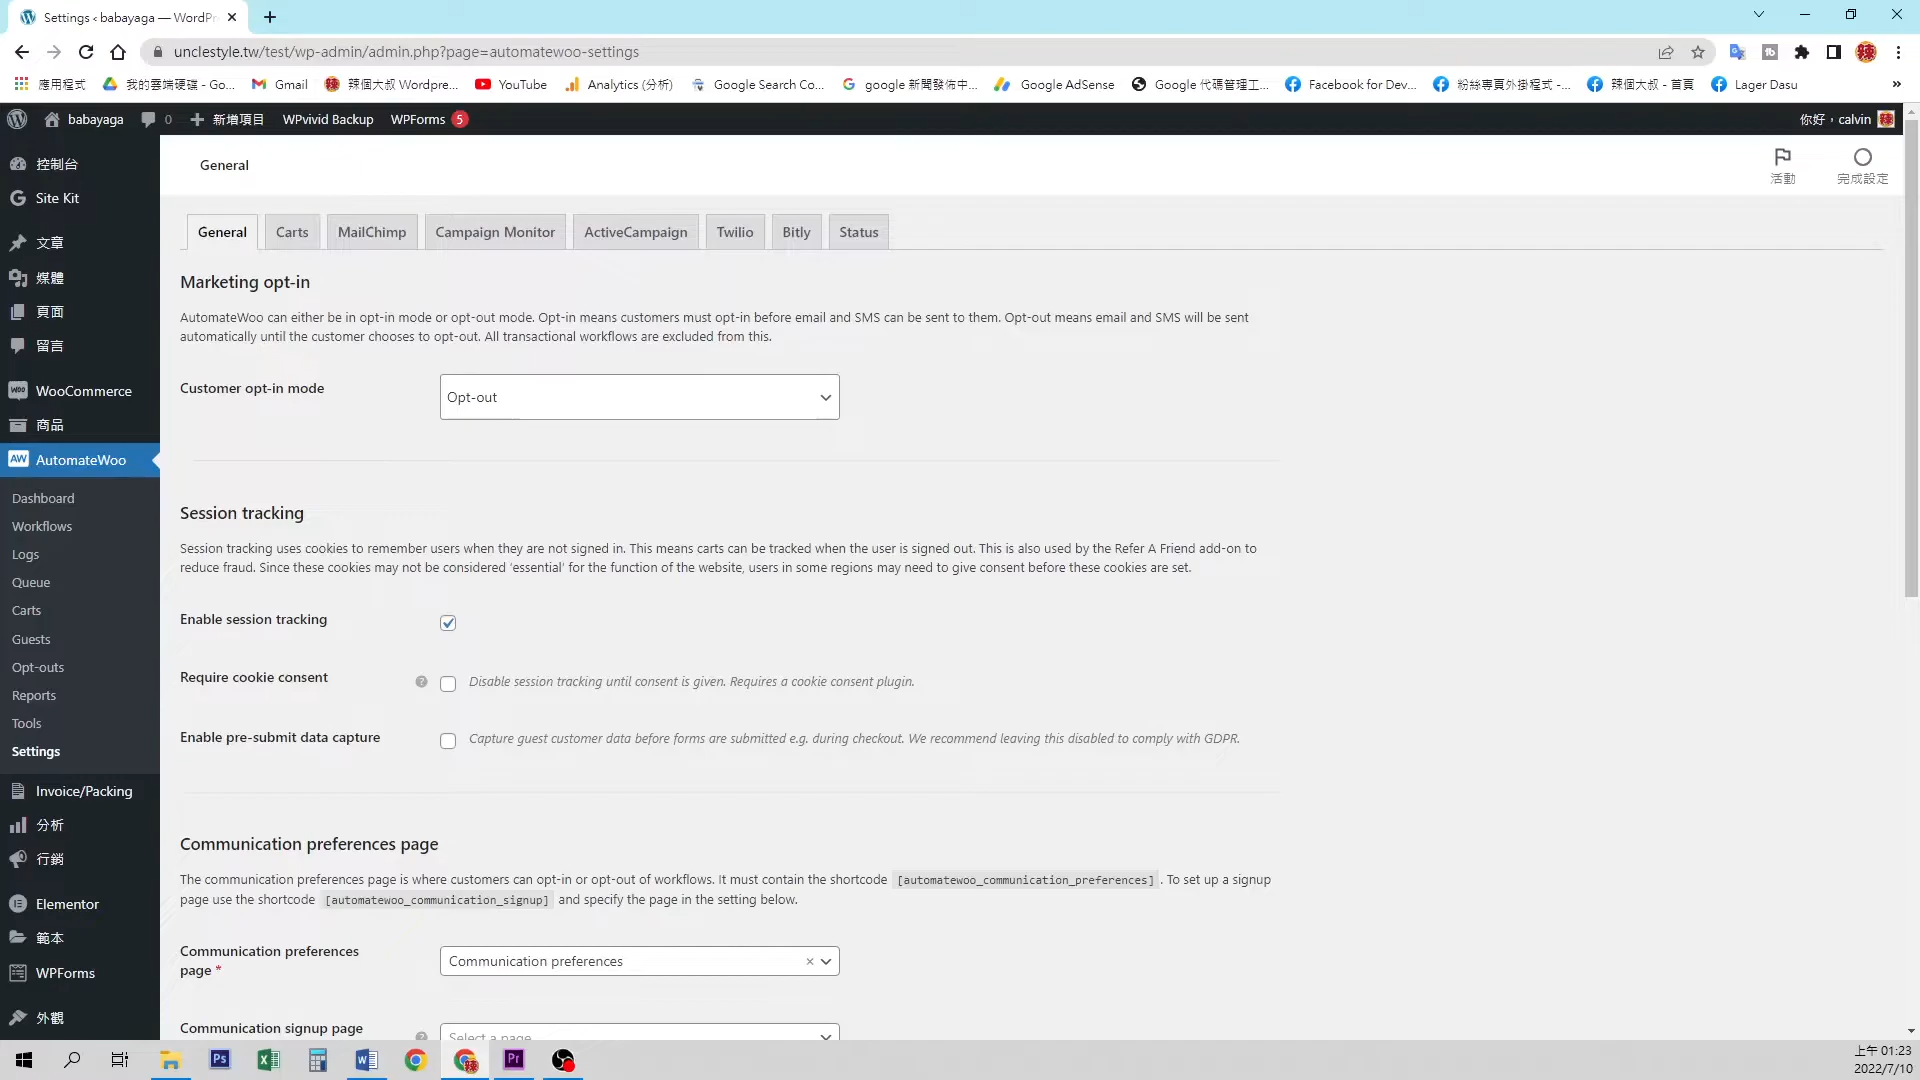 Settings ‹ babayaga — WordPr
unclestyle.tw/test/wp-admin/admin.php?page=automatewoo-settings
應用程式
我的雲端硬碟 - Go...
Gmail
辣個大叔 Wordpre...
YouTube
Analytics (分析)
Google Search Co...
google 新聞發佈中...
Google AdSense
Google 代碼管理工...
Facebook for Dev...
粉絲專頁外掛程式 -...
辣個大叔 - 首頁
Lager Dasu
babayaga
0
新增項目
WPvivid Backup
WPForms 5
你好，calvin
控制台
Site Kit
文章
媒體
頁面
留言
WooCommerce
商品
AutomateWoo
Dashboard
Workflows
Logs
Queue
Carts
Guests
Opt-outs
Reports
Tools
Settings
Invoice/Packing
分析
行銷
Elementor
範本
WPForms
外觀
General
活動
完成設定
General
Carts
MailChimp
Campaign Monitor
ActiveCampaign
Twilio
Bitly
Status
Marketing opt-in
AutomateWoo can either be in opt-in mode or opt-out mode. Opt-in means customers must opt-in before email and SMS can be sent to them. Opt-out means email and SMS will be sent
automatically until the customer chooses to opt-out. All transactional workflows are excluded from this.
Customer opt-in mode
Opt-out
Session tracking
Session tracking uses cookies to remember users when they are not signed in. This means carts can be tracked when the user is signed out. This is also used by the Refer A Friend add-on to
reduce fraud. Since these cookies may not be considered ‘essential’ for the function of the website, users in some regions may need to give consent before these cookies are set.
Enable session tracking
Require cookie consent
Disable session tracking until consent is given. Requires a cookie consent plugin.
Enable pre-submit data capture
Capture guest customer data before forms are submitted e.g. during checkout. We recommend leaving this disabled to comply with GDPR.
Communication preferences page
The communication preferences page is where customers can opt-in or opt-out of workflows. It must contain the shortcode [automatewoo_communication_preferences] . To set up a signup
page use the shortcode [automatewoo_communication_signup] and specify the page in the setting below.
Communication preferences
page *
Communication preferences
Communication signup page
Select a page
上午 01:23
2022/7/10